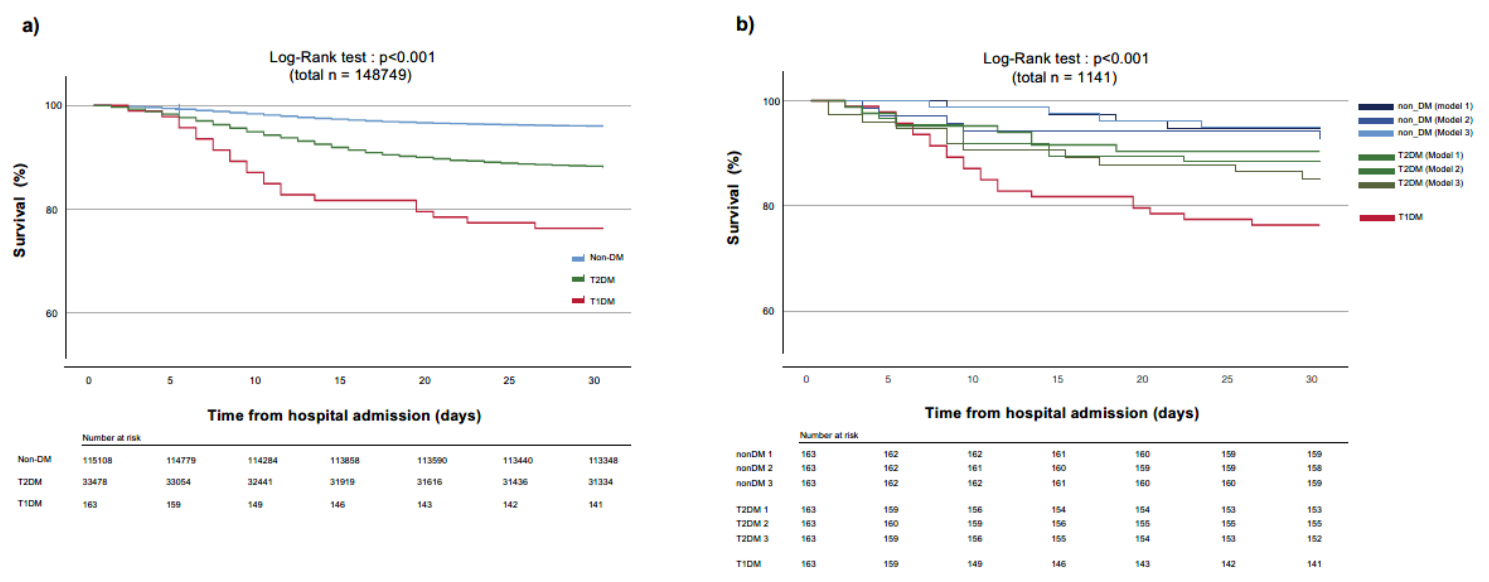 a)
Log-Rank test : p<0.001
(total n = 148749)
100
80
60
Survival (%)
Non-DM
T2DM
T1DM
0 5 10 15 20 25 30
Time from hospital admission (days)
Number at risk
Non-DM 115108 114779 114284 113858 113590 113440 113348
T2DM 33478 33054 32441 31919 31616 31436 31334
T1DM 163 159 149 146 143 142 141
b)
Log-Rank test : p<0.001
(total n = 1141)
100
80
60
Survival (%)
non_DM (model 1)
non_DM (Model 2)
non_DM (Model 3)
T2DM (Model 1)
T2DM (Model 2)
T2DM (Model 3)
T1DM
0 5 10 15 20 25 30
Time from hospital admission (days)
Number at risk
nonDM 1 163 162 162 161 160 159 159
nonDM 2 163 162 161 160 159 159 158
nonDM 3 163 162 162 161 160 160 159
T2DM 1 163 159 156 154 154 153 153
T2DM 2 163 160 159 156 155 155 155
T2DM 3 163 159 156 155 154 153 152
T1DM 163 159 149 146 143 142 141